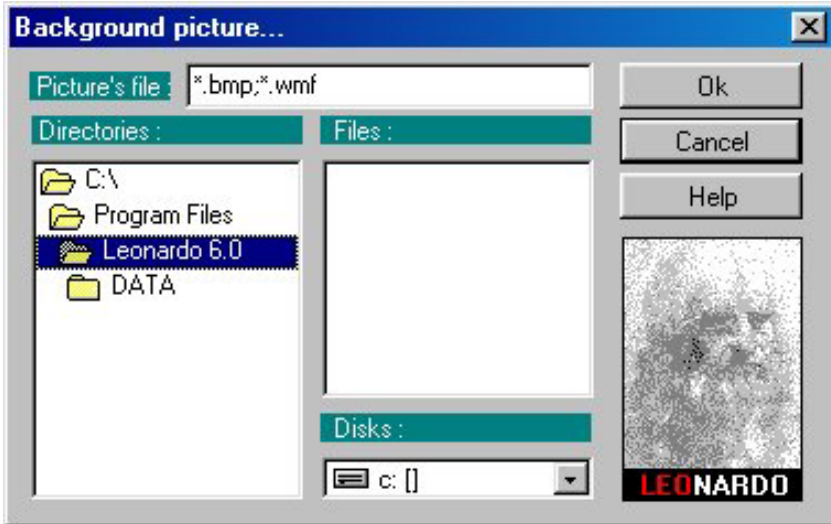 Background picture...
Picture's file : *.bmp;*.wmf
Ok
Directories :
Files :
Cancel
C:\
Program Files
Leonardo 6.0
DATA
Help
Disks :
c: []
LEONARDO